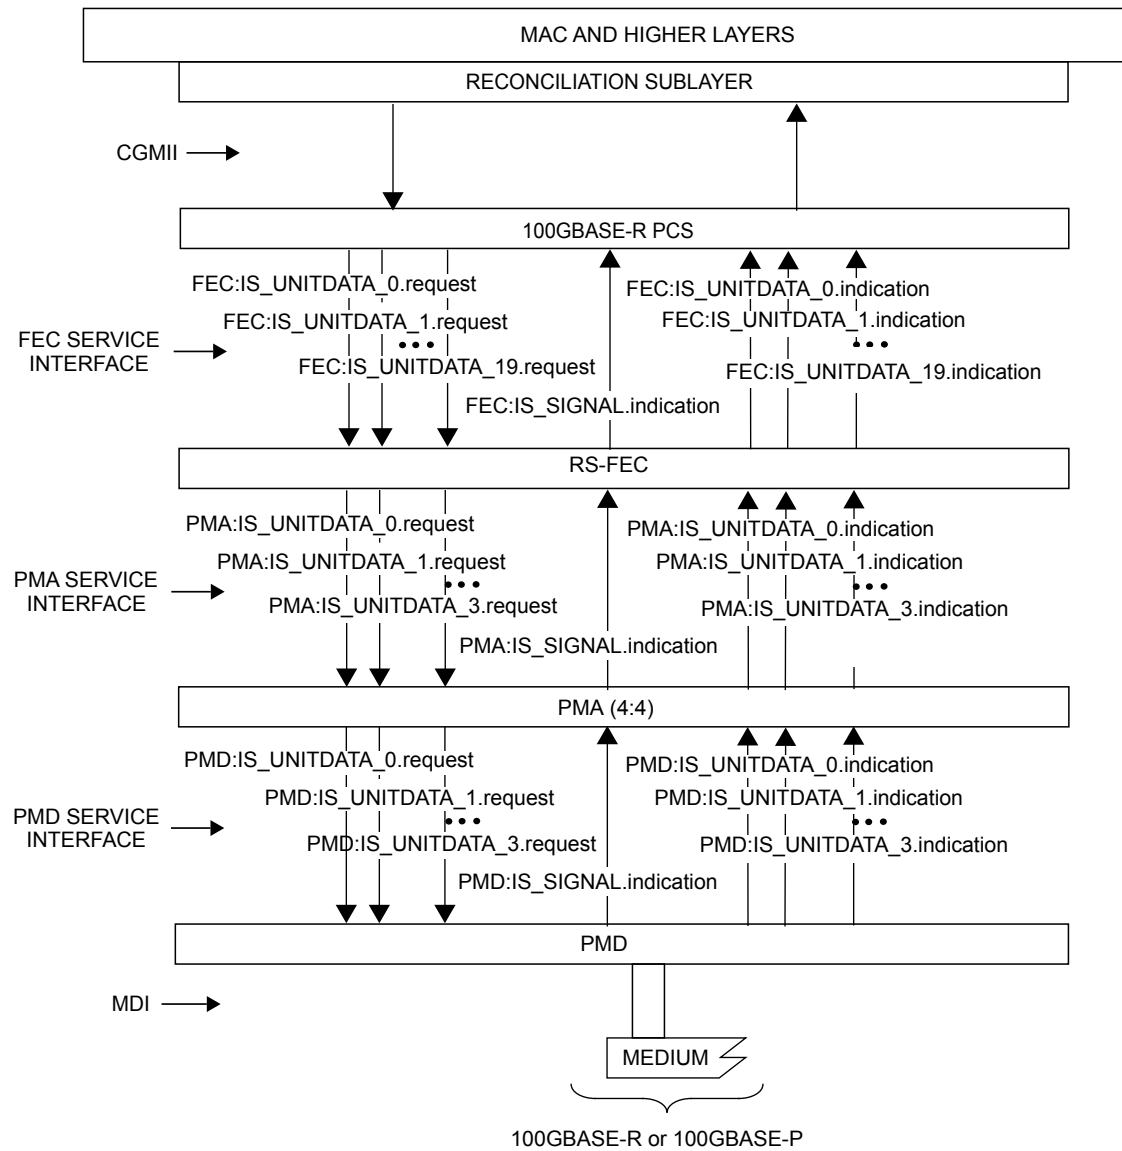 MAC AND HIGHER LAYERS
RECONCILIATION SUBLAYER
CGMII
100GBASE-R PCS
FEC:IS_UNITDATA_0.request
FEC:IS_UNITDATA_0.indication
FEC:IS_UNITDATA_1.request
FEC:IS_UNITDATA_1.indication
FEC SERVICE
INTERFACE
FEC:IS_UNITDATA_19.request
FEC:IS_UNITDATA_19.indication
FEC:IS_SIGNAL.indication
RS-FEC
PMA:IS_UNITDATA_0.request
PMA:IS_UNITDATA_0.indication
PMA:IS_UNITDATA_1.request
PMA:IS_UNITDATA_1.indication
PMA SERVICE
INTERFACE
PMA:IS_UNITDATA_3.request
PMA:IS_UNITDATA_3.indication
PMA:IS_SIGNAL.indication
PMA (4:4)
PMD:IS_UNITDATA_0.request
PMD:IS_UNITDATA_0.indication
PMD:IS_UNITDATA_1.request
PMD:IS_UNITDATA_1.indication
PMD SERVICE
INTERFACE
PMD:IS_UNITDATA_3.request
PMD:IS_UNITDATA_3.indication
PMD:IS_SIGNAL.indication
PMD
MDI
MEDIUM
100GBASE-R or 100GBASE-P